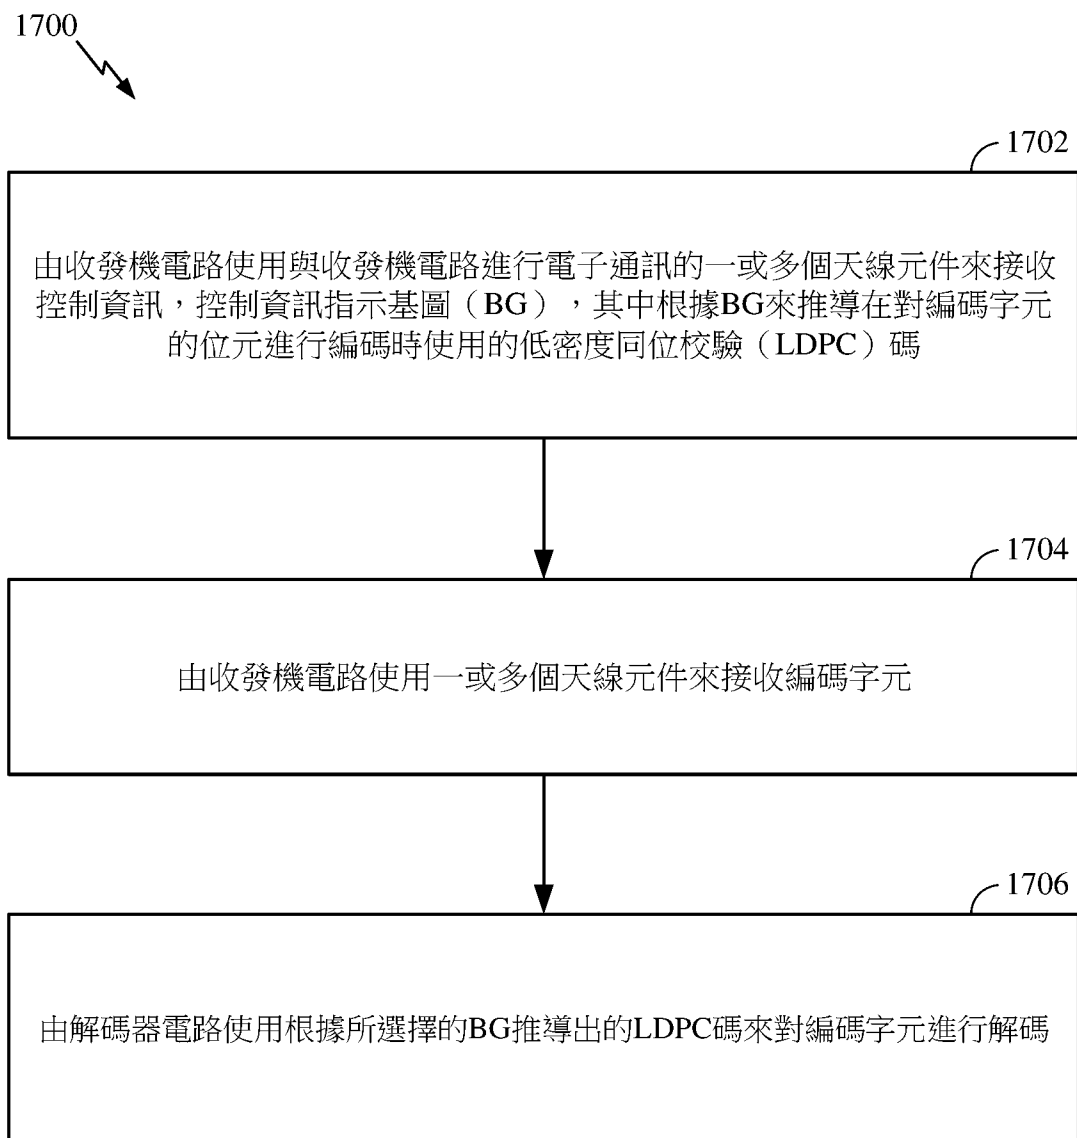 1700
1702
由收發機電路使用與收發機電路進行電子通訊的一或多個天線元件來接收
控制資訊，控制資訊指示基圖（BG），其中根據BG來推導在對編碼字元
的位元進行編碼時使用的低密度同位校驗（LDPC）碼
1704
由收發機電路使用一或多個天線元件來接收編碼字元
1706
由解碼器電路使用根據所選擇的BG推導出的LDPC碼來對編碼字元進行解碼